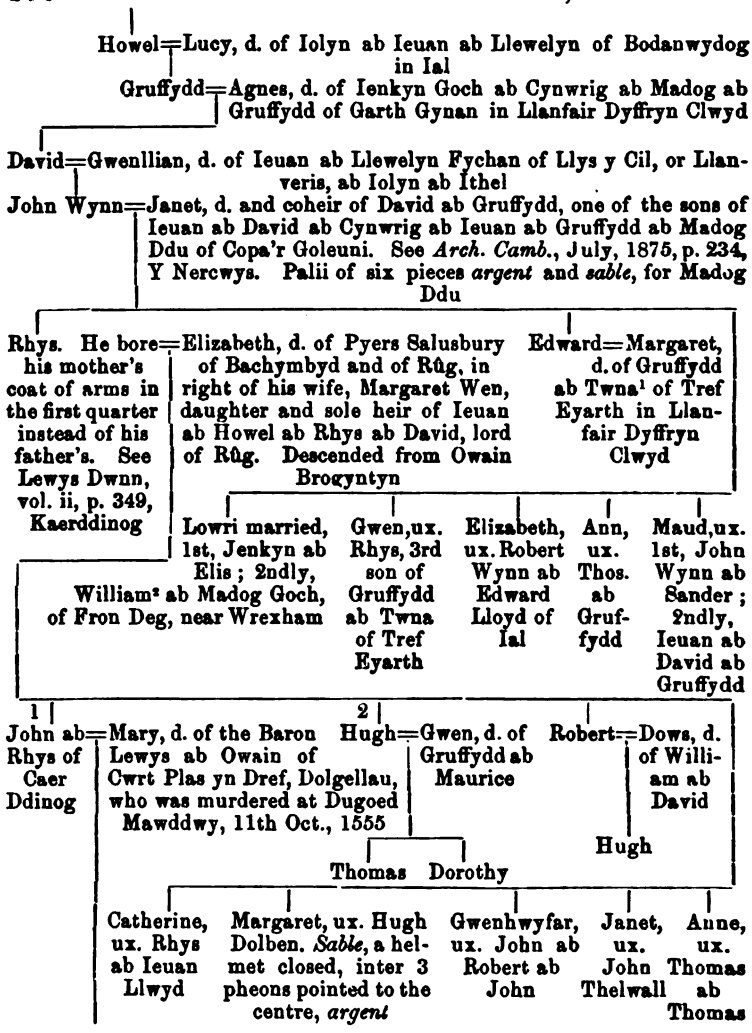 Howel=Lucy, d. of Iolyn ab Ieuan ab Llewelyn of Bodanwydog
in Ial
Gruffydd=Agnes, d. of Ienkyn Goch ab Cynwrig ab Madog ab
Gruffydd of Garth Gynan in Llanfair Dyffryn Clwyd
David=Gwenllian, d. of Ieuan ab Llewelyn Fychan of Llys y Cil, or Llan-
veris, ab Iolyn ab Ithel
John Wynn=Janet, d. and coheir of David ab Gruffydd, one of the sons of
Ieuan ab David ab Cynwrig ab Ieuan ab Gruffydd ab Madog
Ddu of Copa'r Goleuni. See Arch. Camb., July, 1875, p. 234,
Y Nercwys. Palii of six pieces argent and sable, for Madog
Ddu
Rhys. He bore=
his mother's
coat of arms in
the first quarter
instead of his
father's. See
Lewys Dwnn,
vol. ii, p. 349,
Kaerddinog
Elizabeth, d. of Pyers Salusbury
of Bachymbyd and of Rûg, in
right of his wife, Margaret Wen,
daughter and sole heir of Ieuan
ab Howel ab Rhys ab David, lord
of Rûg. Descended from Owain
Brogyntyn
Edward=Margaret,
d. of Gruffydd
ab Twna¹ of Tref
Eyarth in Llan-
fair Dyffryn
Clwyd
Lowri married,
1st, Jenkyn ab
Elis; 2ndly,
William² ab Madog Goch,
of Fron Deg, near Wrexham
Gwen, ux.
Rhys, 3rd
son of
Gruffydd
ab Twna
of Tref
Eyarth
Elizabeth,
ux. Robert
Wynn ab
Edward
Lloyd of
Ial
Ann,
ux.
Thos.
ab
Gruf-
fydd
Maud, ux.
1st, John
Wynn ab
Sander;
2ndly,
Ieuan ab
David ab
Gruffydd
1
John ab=
Rhys of
Caer
Ddinog
Mary, d. of the Baron
Lewys ab Owain of
Cwrt Plas yn Dref, Dolgellau,
who was murdered at Dugoed
Mawddwy, 11th Oct., 1555
2
Hugh=Gwen, d. of
Gruffydd ab
Maurice
Robert=Dows, d.
of Willi-
am ab
David
Hugh
Thomas Dorothy
Catherine,
ux. Rhys
ab Ieuan
Llwyd
Margaret, ux. Hugh
Dolben. Sable, a hel-
met closed, inter 3
pheons pointed to the
centre, argent
Gwenhwyfar,
ux. John ab
Robert ab
John
Janet,
ux.
John
Thelwall
Anne,
ux.
Thomas
ab
Thomas